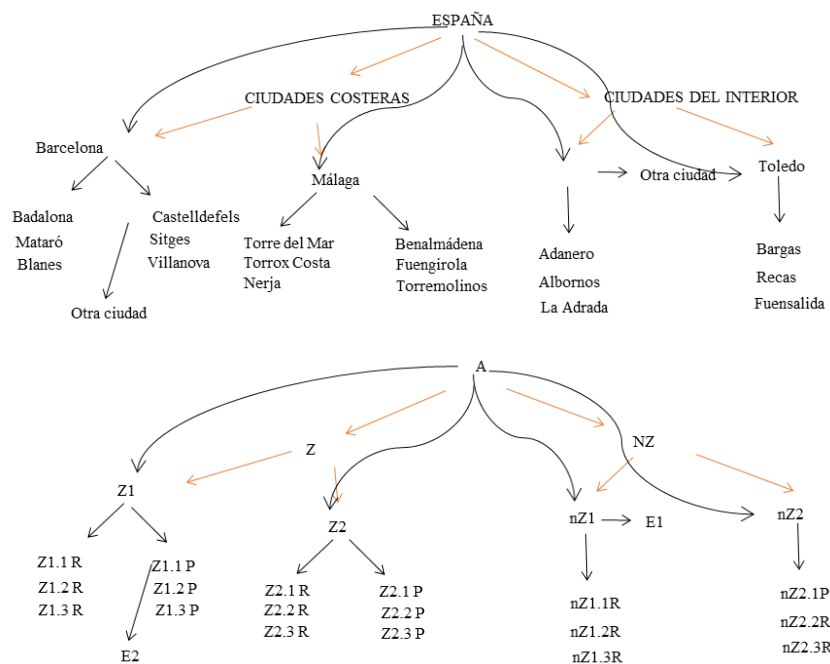 ESPAÑA
CIUDADES COSTERAS
CIUDADES DEL INTERIOR
Barcelona
Málaga
Otra ciudad
Toledo
Badalona
Mataró
Blanes
Castelldefels
Sitges
Villanova
Otra ciudad
Torre del Mar
Torrox Costa
Nerja
Benalmádena
Fuengirola
Torremolinos
Adanero
Albornos
La Adrada
Bargas
Recas
Fuensalida
A
Z
NZ
Z1
Z2
nZ1
E1
nZ2
Z1.1 R
Z1.2 R
Z1.3 R
Z1.1 P
Z1.2 P
Z1.3 P
E2
Z2.1 R
Z2.2 R
Z2.3 R
Z2.1 P
Z2.2 P
Z2.3 P
nZ1.1R
nZ1.2R
nZ1.3R
nZ2.1P
nZ2.2R
nZ2.3R